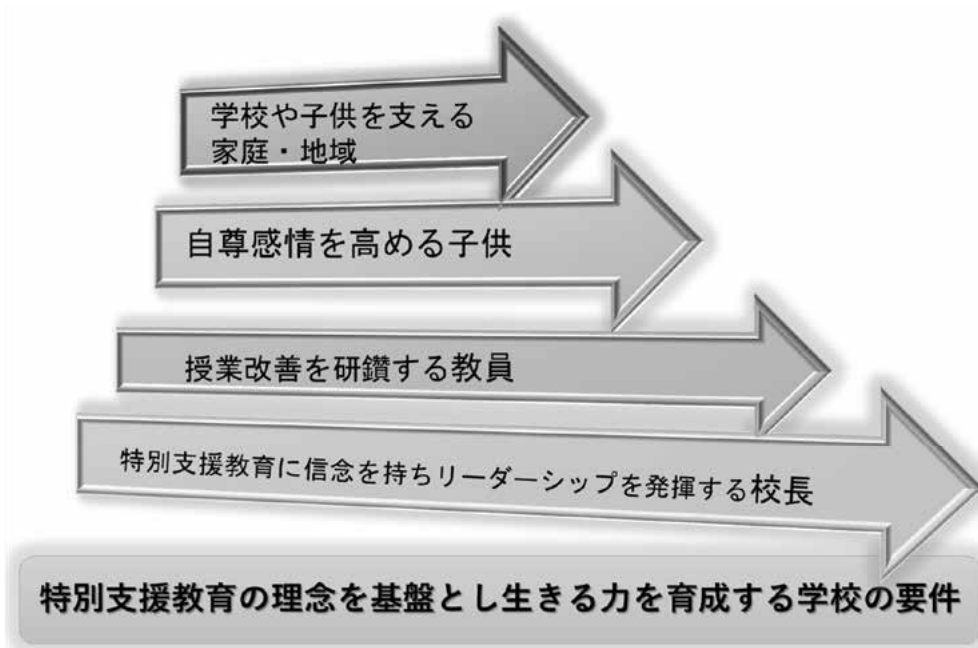 学校や子供を支える
家庭・地域
自尊感情を高める子供
授業改善を研鑽する教員
特別支援教育に信念を持ちリーダーシップを発揮する校長
特別支援教育の理念を基盤とし生きる力を育成する学校の要件